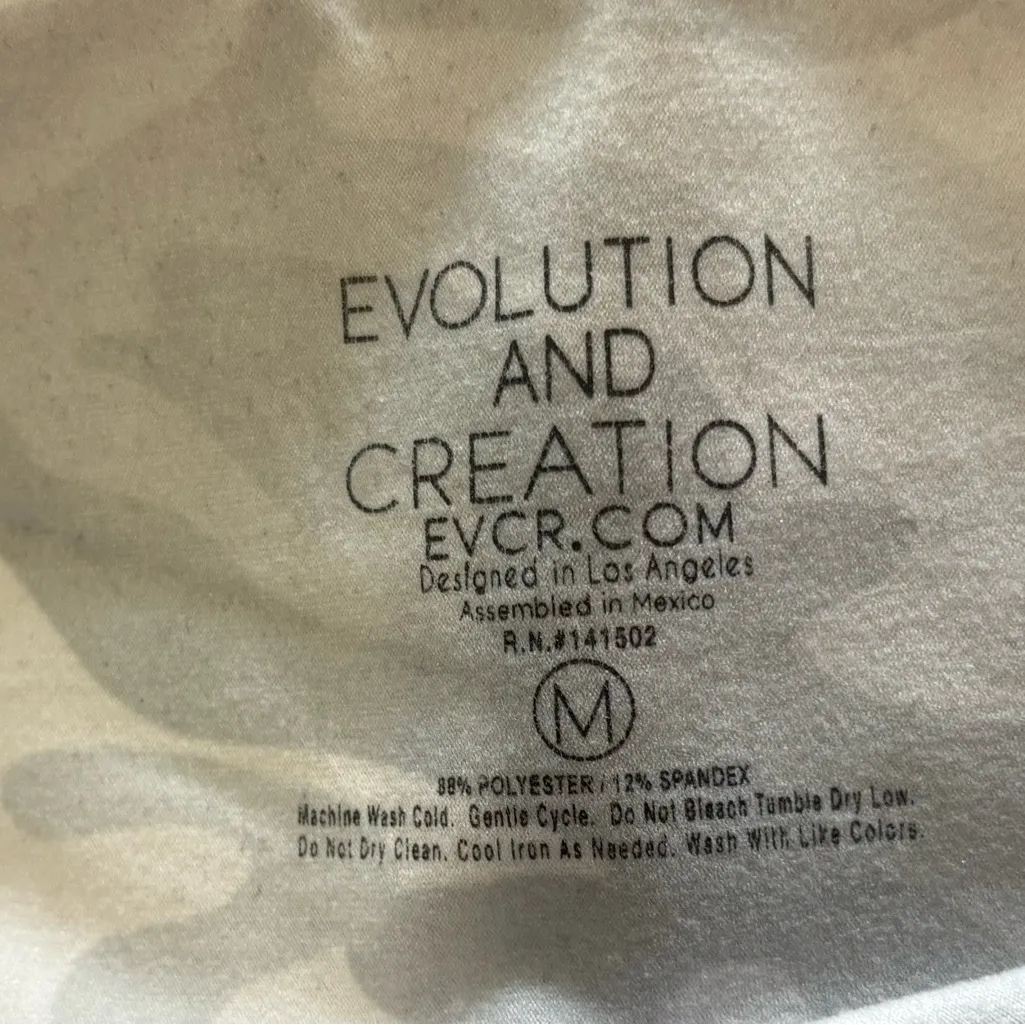 EVOLUTION
AND
CREATION
EVCR.COM
Designed in Los Angeles
Assembled in Mexico
R.N.#141502
M
88% POLYESTER / 12% SPANDEX
Machine Wash Cold. Gentle Cycle. Do Not Bleach Tumble Dry Low.
Do Not Dry Clean. Cool Iron As Needed. Wash With Like Colors.